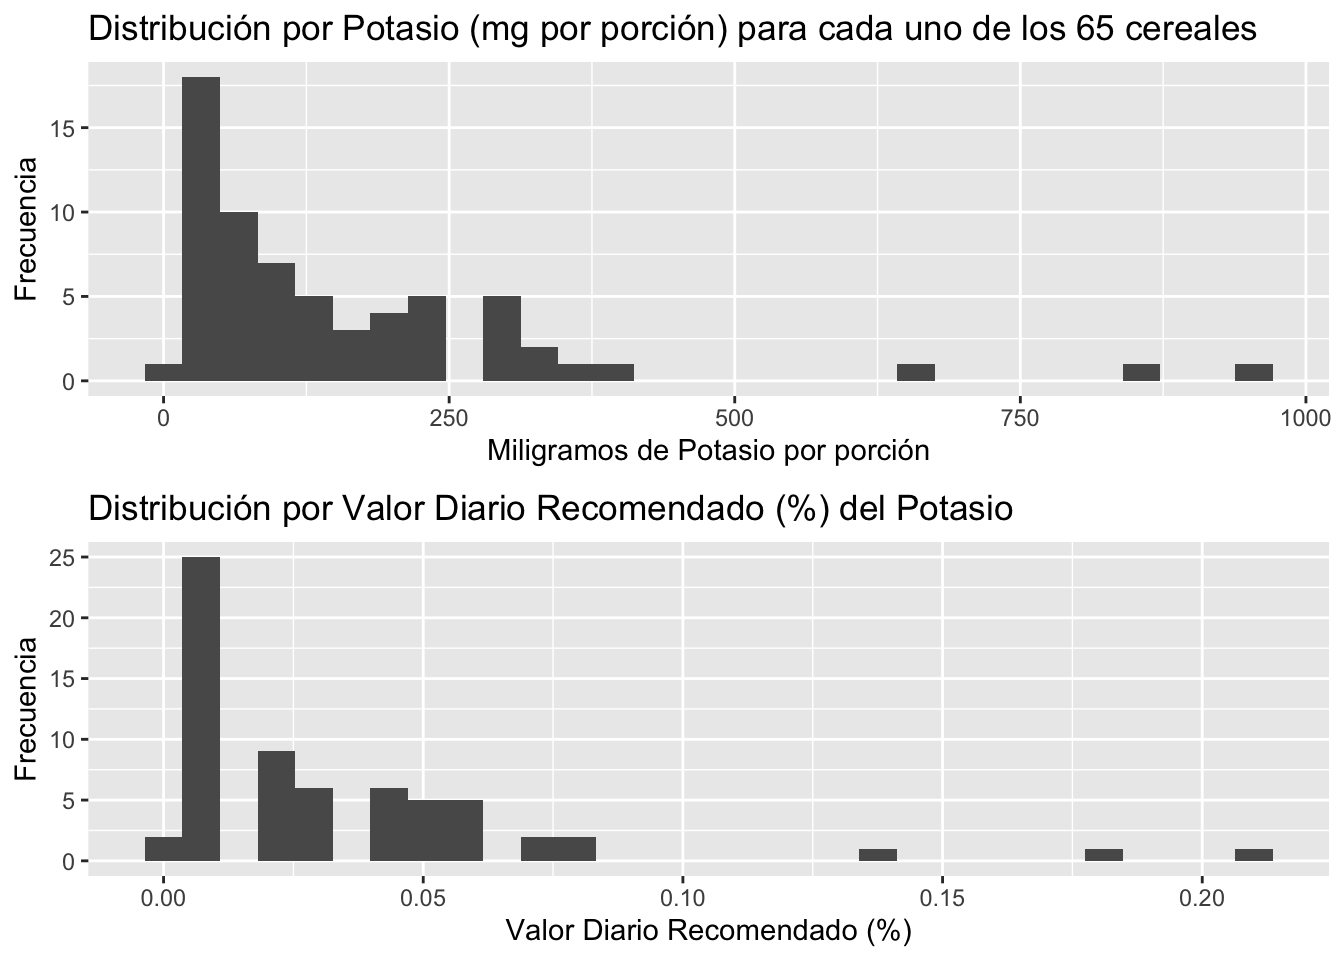 Distribución por Potasio (mg por porción) para cada uno de los 65 cereales
15
10
5
0
Frecuencia
0 250 500 750 1000
Miligramos de Potasio por porción
Distribución por Valor Diario Recomendado (%) del Potasio
25
20
15
10
5
0
Frecuencia
0.00 0.05 0.10 0.15 0.20
Valor Diario Recomendado (%)